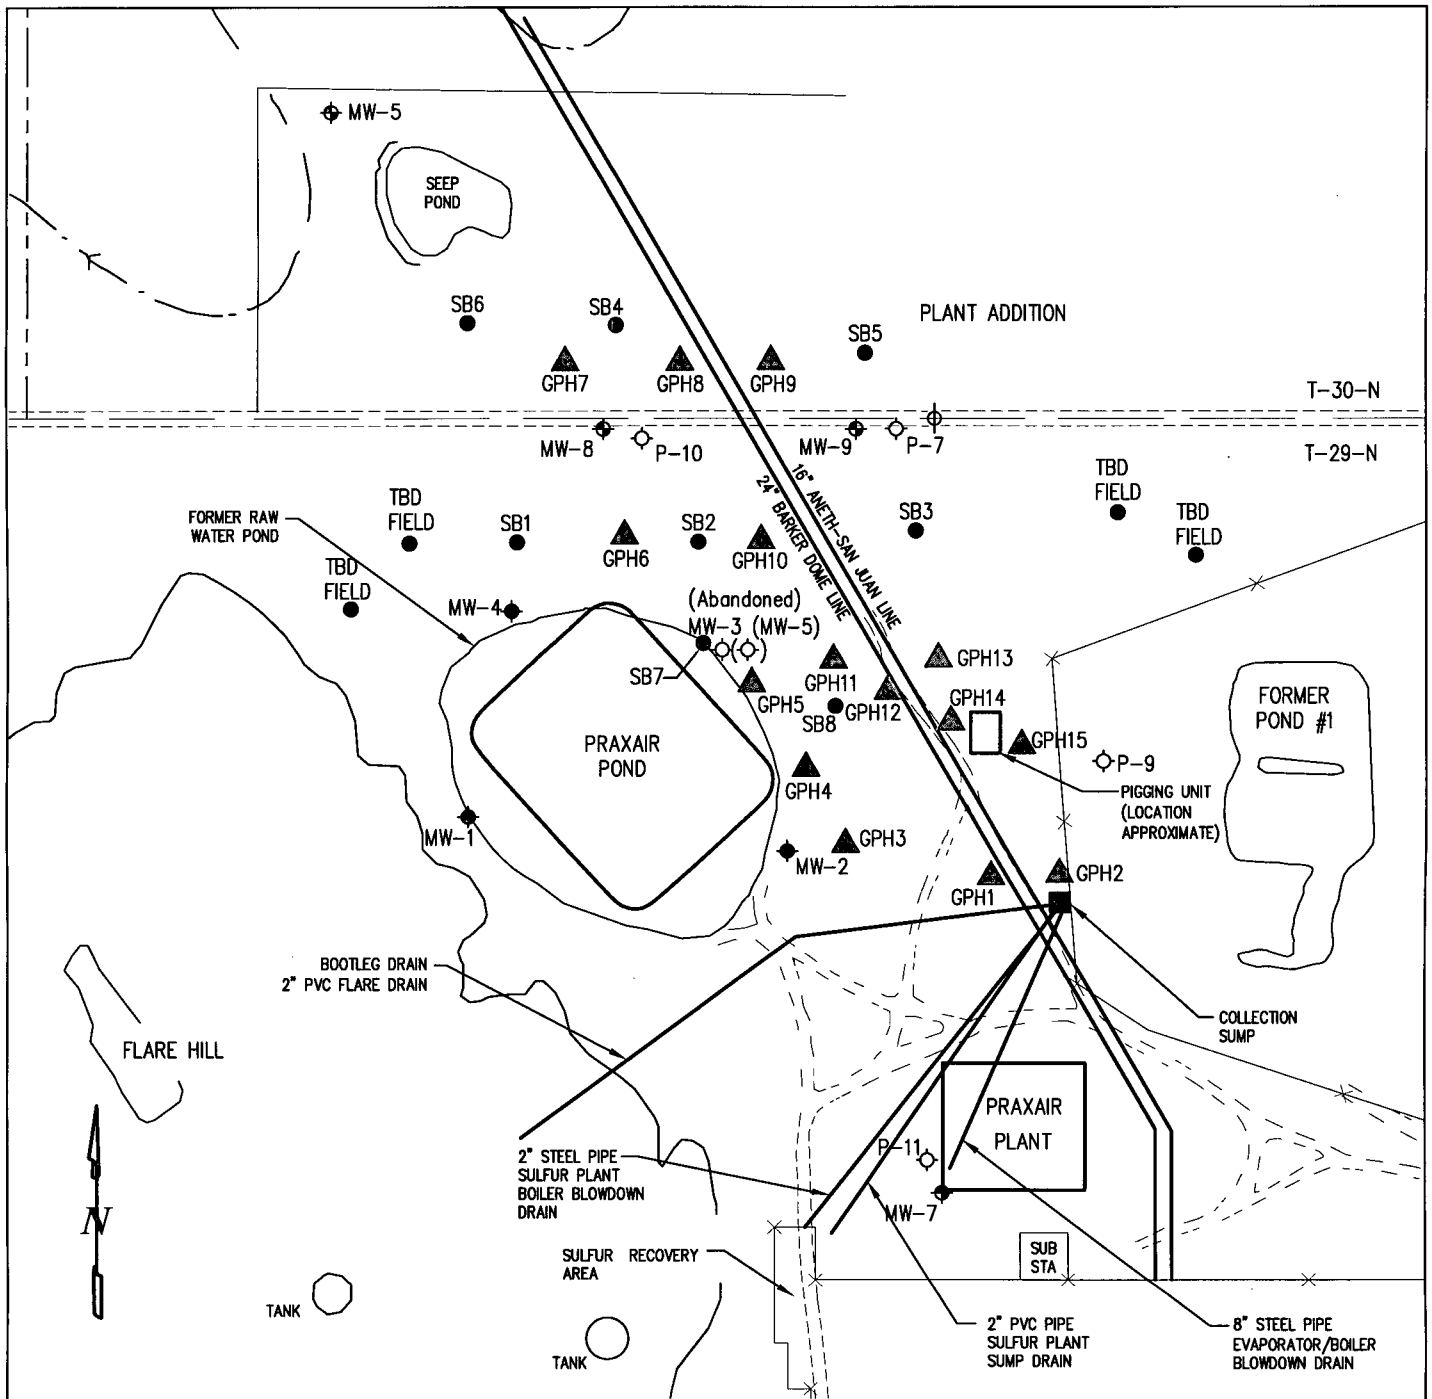 MW-5
SEEP
POND
SB6
SB4
SB5
PLANT ADDITION
GPH7
GPH8
GPH9
T-30-N
MW-8
P-10
MW-9
P-7
T-29-N
16" ANETH-SAN JUAN LINE
24" BARKER DOME LINE
TBD
FIELD
TBD
FIELD
TBD
FIELD
TBD
FIELD
FORMER RAW
WATER POND
SB1
GPH6
SB2
GPH10
SB3
(Abandoned)
MW-4
MW-3 (MW-5)
( )
SB7
GPH5
GPH11
SB8
GPH12
GPH13
GPH14
GPH15
FORMER
POND #1
PRAXAIR
POND
GPH4
P-9
PIGGING UNIT
(LOCATION
APPROXIMATE)
MW-1
GPH3
MW-2
GPH1
GPH2
BOOTLEG DRAIN
2" PVC FLARE DRAIN
COLLECTION
SUMP
FLARE HILL
PRAXAIR
PLANT
N
2" STEEL PIPE
SULFUR PLANT
BOILER BLOWDOWN
DRAIN
P-11
MW-7
SULFUR RECOVERY
AREA
SUB
STA
TANK
TANK
2" PVC PIPE
SULFUR PLANT
SUMP DRAIN
8" STEEL PIPE
EVAPORATOR/BOILER
BLOWDOWN DRAIN